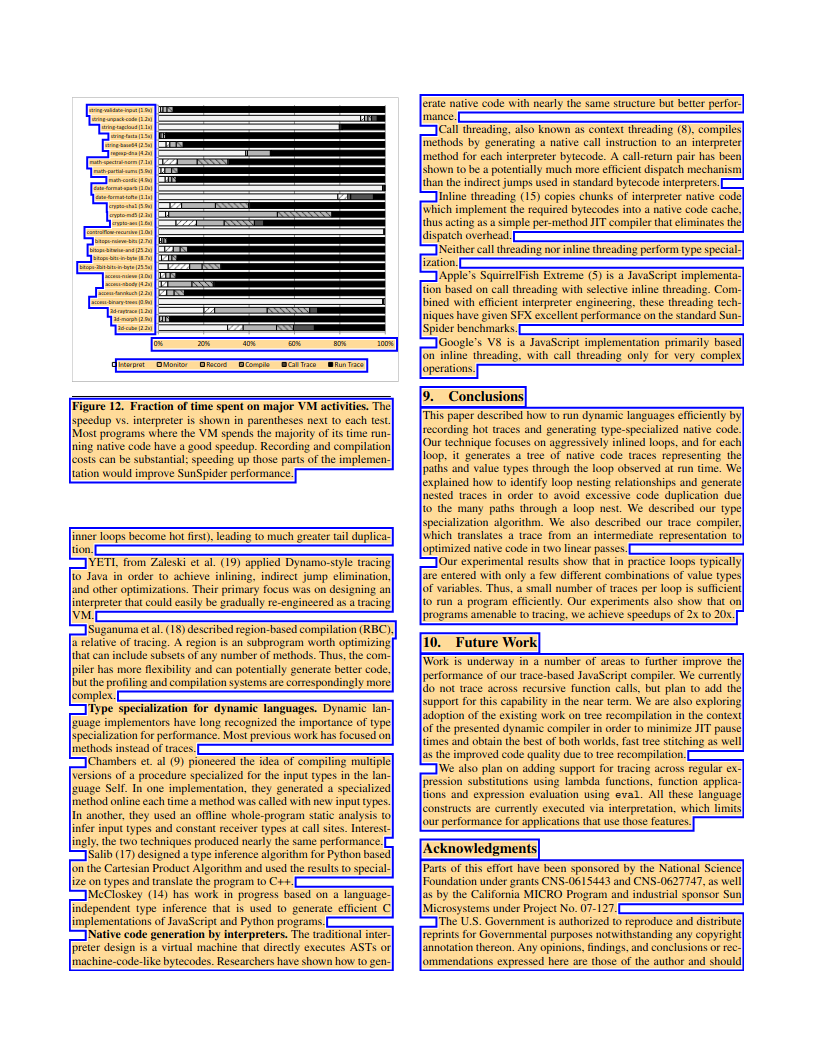 string-validate-input (1.9x)
string-unpack-code (1.2x)
string-tagcloud (1.1x)
string-fasta (1.5x)
string-base64 (2.5x)
regexp-dna (4.2x)
math-spectral-norm (7.1x)
math-partial-sums (5.9x)
math-cordic (4.9x)
date-format-xparb (1.0x)
date-format-tofte (1.1x)
crypto-sha1 (5.9x)
crypto-md5 (2.3x)
crypto-aes (1.6x)
controlflow-recursive (1.0x)
bitops-nsieve-bits (2.7x)
bitops-bitwise-and (25.2x)
bitops-bits-in-byte (8.7x)
bitops-3bit-bits-in-byte (25.5x)
access-nsieve (3.0x)
access-nbody (4.2x)
access-fannkuch (2.2x)
access-binary-trees (0.9x)
3d-raytrace (1.2x)
3d-morph (2.9x)
3d-cube (2.2x)
0% 20% 40% 60% 80% 100%
Interpret Monitor Record Compile Call Trace Run Trace
Figure 12. Fraction of time spent on major VM activities. The
speedup vs. interpreter is shown in parentheses next to each test.
Most programs where the VM spends the majority of its time run-
ning native code have a good speedup. Recording and compilation
costs can be substantial; speeding up those parts of the implemen-
tation would improve SunSpider performance.
inner loops become hot first), leading to much greater tail duplica-
tion.
YETI, from Zaleski et al. (19) applied Dynamo-style tracing
to Java in order to achieve inlining, indirect jump elimination,
and other optimizations. Their primary focus was on designing an
interpreter that could easily be gradually re-engineered as a tracing
VM.
Suganuma et al. (18) described region-based compilation (RBC),
a relative of tracing. A region is an subprogram worth optimizing
that can include subsets of any number of methods. Thus, the com-
piler has more flexibility and can potentially generate better code,
but the profiling and compilation systems are correspondingly more
complex.
Type specialization for dynamic languages. Dynamic lan-
guage implementors have long recognized the importance of type
specialization for performance. Most previous work has focused on
methods instead of traces.
Chambers et. al (9) pioneered the idea of compiling multiple
versions of a procedure specialized for the input types in the lan-
guage Self. In one implementation, they generated a specialized
method online each time a method was called with new input types.
In another, they used an offline whole-program static analysis to
infer input types and constant receiver types at call sites. Interest-
ingly, the two techniques produced nearly the same performance.
Salib (17) designed a type inference algorithm for Python based
on the Cartesian Product Algorithm and used the results to special-
ize on types and translate the program to C++.
McCloskey (14) has work in progress based on a language-
independent type inference that is used to generate efficient C
implementations of JavaScript and Python programs.
Native code generation by interpreters. The traditional inter-
preter design is a virtual machine that directly executes ASTs or
machine-code-like bytecodes. Researchers have shown how to gen-
erate native code with nearly the same structure but better perfor-
mance.
Call threading, also known as context threading (8), compiles
methods by generating a native call instruction to an interpreter
method for each interpreter bytecode. A call-return pair has been
shown to be a potentially much more efficient dispatch mechanism
than the indirect jumps used in standard bytecode interpreters.
Inline threading (15) copies chunks of interpreter native code
which implement the required bytecodes into a native code cache,
thus acting as a simple per-method JIT compiler that eliminates the
dispatch overhead.
Neither call threading nor inline threading perform type special-
ization.
Apple's SquirrelFish Extreme (5) is a JavaScript implementa-
tion based on call threading with selective inline threading. Com-
bined with efficient interpreter engineering, these threading tech-
niques have given SFX excellent performance on the standard Sun-
Spider benchmarks.
Google's V8 is a JavaScript implementation primarily based
on inline threading, with call threading only for very complex
operations.
9. Conclusions
This paper described how to run dynamic languages efficiently by
recording hot traces and generating type-specialized native code.
Our technique focuses on aggressively inlined loops, and for each
loop, it generates a tree of native code traces representing the
paths and value types through the loop observed at run time. We
explained how to identify loop nesting relationships and generate
nested traces in order to avoid excessive code duplication due
to the many paths through a loop nest. We described our type
specialization algorithm. We also described our trace compiler,
which translates a trace from an intermediate representation to
optimized native code in two linear passes.
Our experimental results show that in practice loops typically
are entered with only a few different combinations of value types
of variables. Thus, a small number of traces per loop is sufficient
to run a program efficiently. Our experiments also show that on
programs amenable to tracing, we achieve speedups of 2x to 20x.
10. Future Work
Work is underway in a number of areas to further improve the
performance of our trace-based JavaScript compiler. We currently
do not trace across recursive function calls, but plan to add the
support for this capability in the near term. We are also exploring
adoption of the existing work on tree recompilation in the context
of the presented dynamic compiler in order to minimize JIT pause
times and obtain the best of both worlds, fast tree stitching as well
as the improved code quality due to tree recompilation.
We also plan on adding support for tracing across regular ex-
pression substitutions using lambda functions, function applica-
tions and expression evaluation using eval. All these language
constructs are currently executed via interpretation, which limits
our performance for applications that use those features.
Acknowledgments
Parts of this effort have been sponsored by the National Science
Foundation under grants CNS-0615443 and CNS-0627747, as well
as by the California MICRO Program and industrial sponsor Sun
Microsystems under Project No. 07-127.
The U.S. Government is authorized to reproduce and distribute
reprints for Governmental purposes notwithstanding any copyright
annotation thereon. Any opinions, findings, and conclusions or rec-
ommendations expressed here are those of the author and should